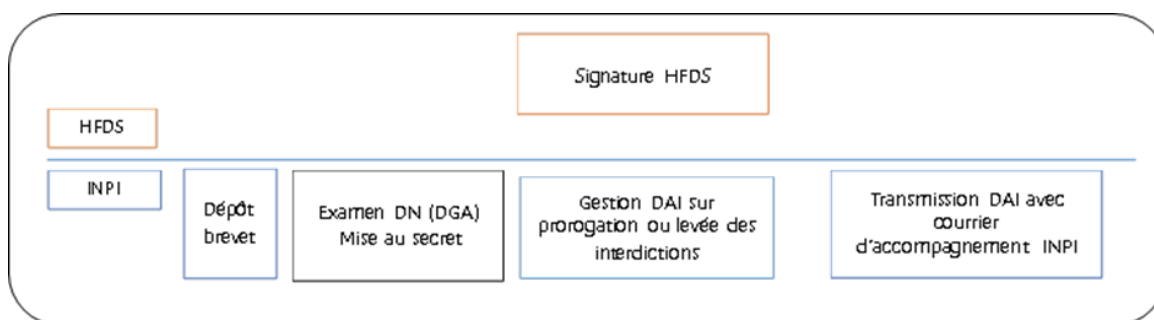 Signature HFDS
HFDS
INPI
Dépôt
brevet
Examen DN (DGA)
Mise au secret
Gestion DAI sur
prorogation ou levée des
interdictions
Transmission DAI avec
courrier
d'accompagnement INPI